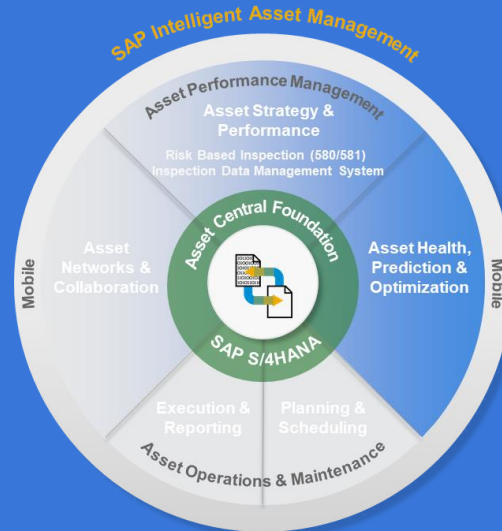 SAP Intelligent Asset Management
Asset Performance Management
Asset Strategy &
Performance
Risk Based Inspection (580/581)
Inspection Data Management System
Asset Central Foundation
Asset
Networks &
Collaboration
Asset Health,
Prediction &
Optimization
Mobile
Mobile
SAP S/4HANA
Execution &
Reporting
Planning &
Scheduling
Asset Operations & Maintenance